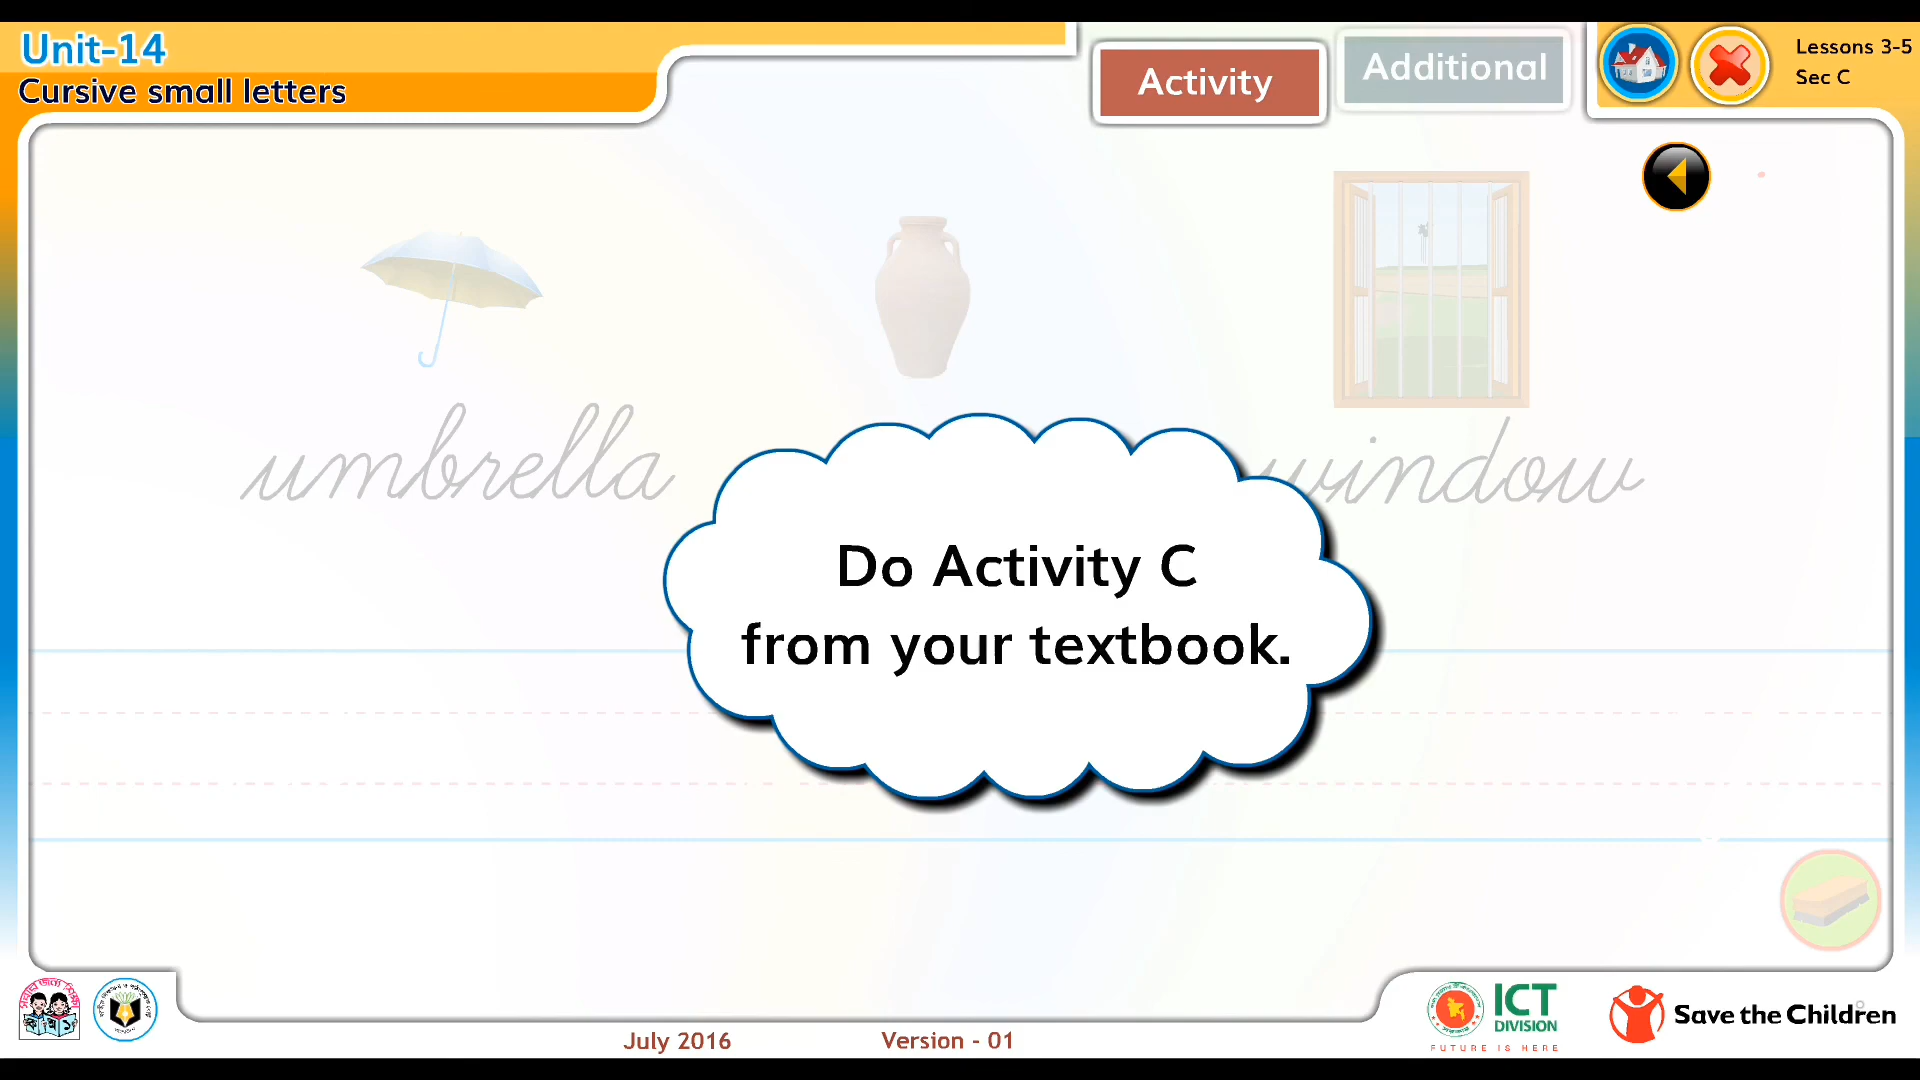 Unit-14
Cursive small letters
Activity
Additional
Lessons 3-5
Sec C
umbrella
window
Do Activity C
from your textbook.
July 2016
Version - 01
ICT
DIVISION
FUTURE IS HERE
Save the Children